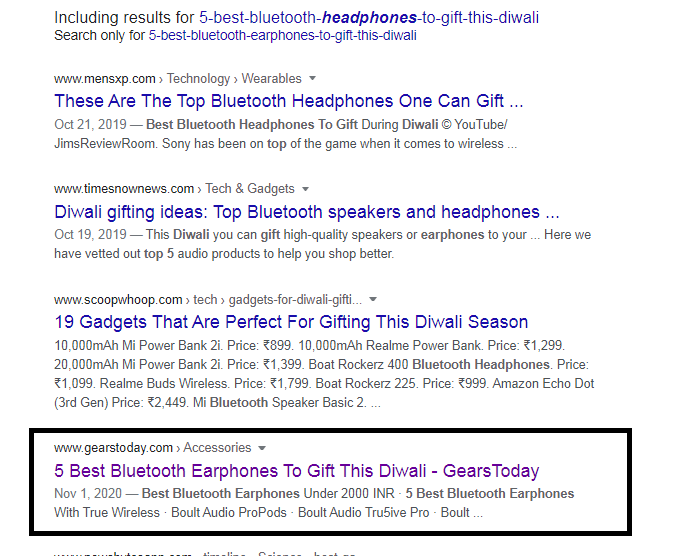 Including results for 5-best-bluetooth-headphones-to-gift-this-diwali
Search only for 5-best-bluetooth-earphones-to-gift-this-diwali
www.mensxp.com › Technology › Wearables
These Are The Top Bluetooth Headphones One Can Gift ...
Oct 21, 2019 — Best Bluetooth Headphones To Gift During Diwali © YouTube/
JimsReviewRoom. Sony has been on top of the game when it comes to wireless ...
www.timesnownews.com › Tech & Gadgets
Diwali gifting ideas: Top Bluetooth speakers and headphones ...
Oct 19, 2019 — This Diwali you can gift high-quality speakers or earphones to your ... Here we
have vetted out top 5 audio products to help you shop better.
www.scoopwhoop.com › tech › gadgets-for-diwali-gifti...
19 Gadgets That Are Perfect For Gifting This Diwali Season
10,000mAh Mi Power Bank 2i. Price: ₹899. 10,000mAh Realme Power Bank. Price: ₹1,299.
20,000mAh Mi Power Bank 2i. Price: ₹1,399. Boat Rockerz 400 Bluetooth Headphones. Price:
₹1,099. Realme Buds Wireless. Price: ₹1,799. Boat Rockerz 225. Price: ₹999. Amazon Echo Dot
(3rd Gen) Price: ₹2,449. Mi Bluetooth Speaker Basic 2. ...
www.gearstoday.com › Accessories
5 Best Bluetooth Earphones To Gift This Diwali - GearsToday
Nov 1, 2020 — Best Bluetooth Earphones Under 2000 INR · 5 Best Bluetooth Earphones
With True Wireless · Boult Audio ProPods · Boult Audio Tru5ive Pro · Boult ...